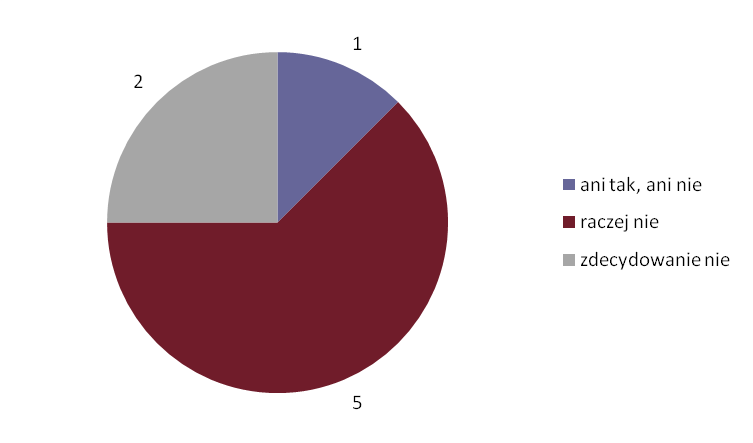 1
2
ani tak, ani nie
raczej nie
zdecydowanie nie
5